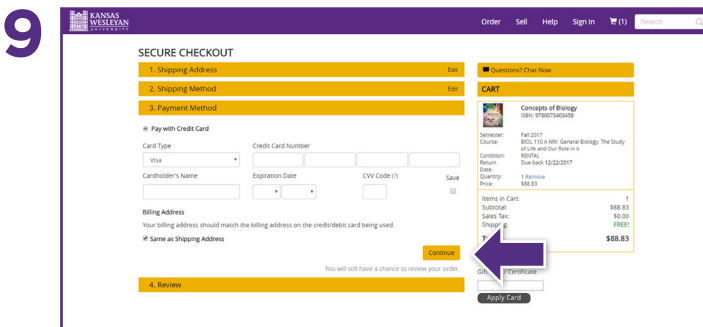 9
KANSAS
WESLEYAN
UNIVERSITY
Order Sell Help Sign In (1) Search
SECURE CHECKOUT
1. Shipping Address Edit
2. Shipping Method Edit
3. Payment Method
Pay with Credit Card
Card Type Credit Card Number
Visa
Cardholder's Name Expiration Date CVV Code (?) Save
Billing Address
Your billing address should match the billing address on the credit/debit card being used.
Same as Shipping Address
Continue
You will still have a chance to review your order.
4. Review
Questions? Chat Now
CART
Concepts of Biology
ISBN: 9780073403458
Semester: Fall 2017
Course: BIOL 110 A NW: General Biology: The Study
of Life and Our Role in it
Condition: RENTAL
Return Due back 12/22/2017
Date:
Quantity: 1 Remove
Price: $88.83
Items in Cart: 1
Subtotal: $88.83
Sales Tax: $0.00
Shipping: FREE!
$88.83
/ Certificate
Apply Card